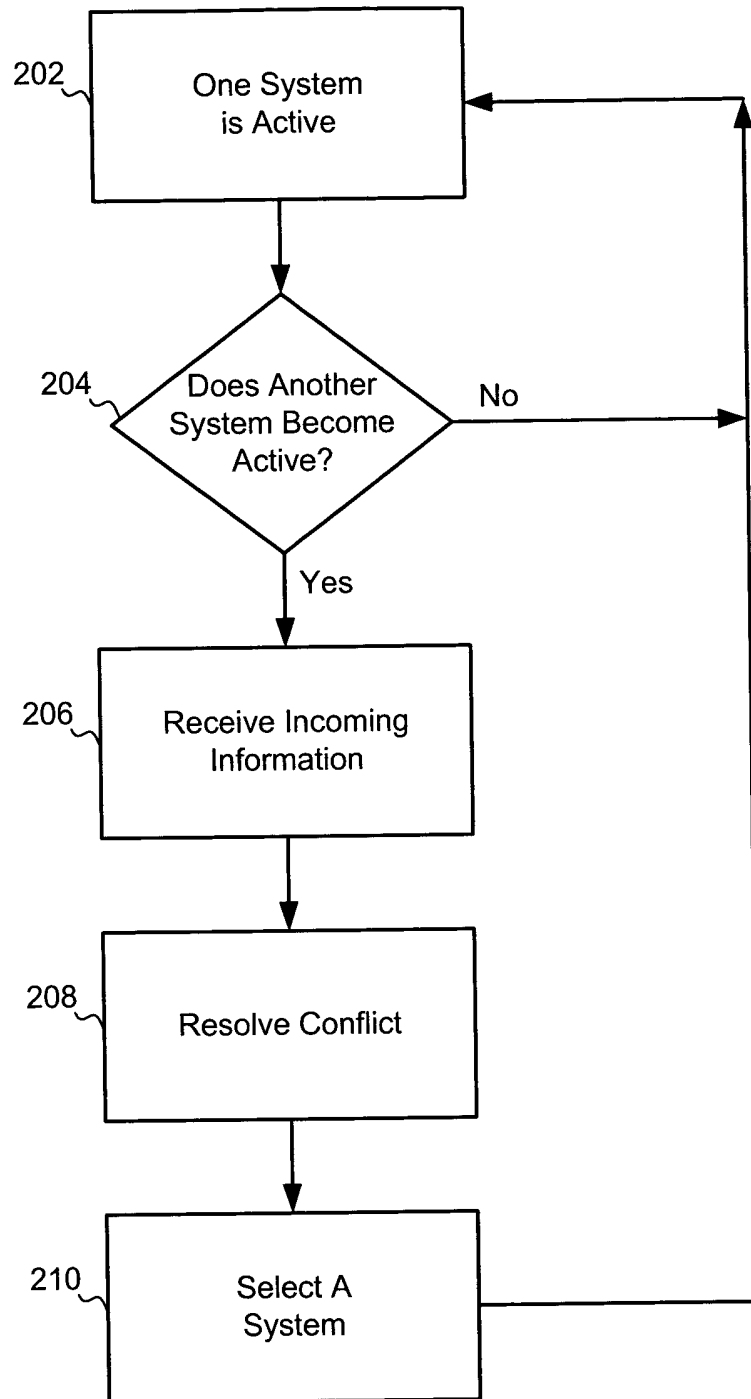 202
One System
is Active
204
Does Another
System Become
Active?
No
Yes
206
Receive Incoming
Information
208
Resolve Conflict
210
Select A
System